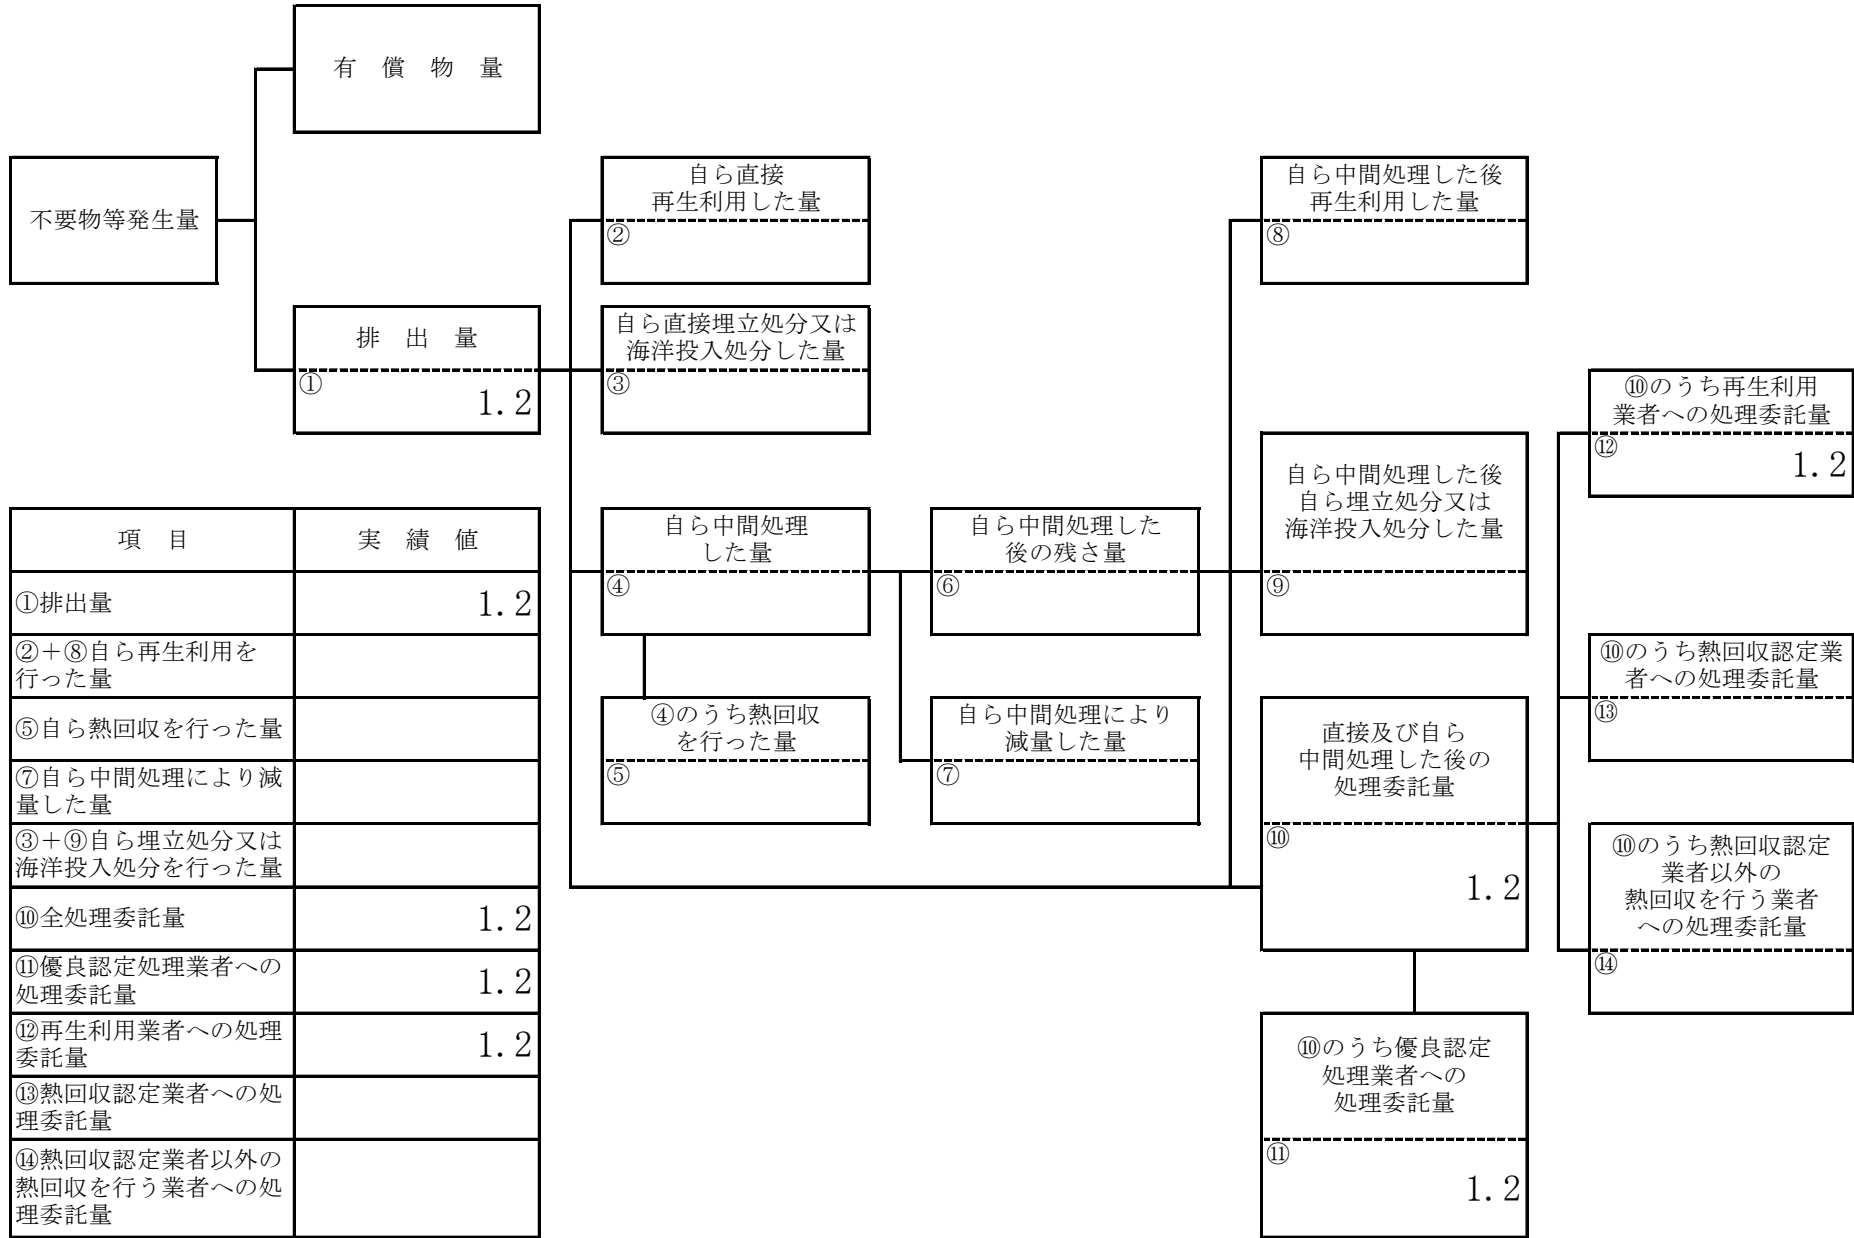 有　償　物　量
不要物等発生量
排　出　量
①
1.2
自ら直接
再生利用した量
②
自ら直接埋立処分又は
海洋投入処分した量
③
自ら中間処理
した量
④
④のうち熱回収
を行った量
⑤
自ら中間処理した
後の残さ量
⑥
自ら中間処理により
減量した量
⑦
自ら中間処理した後
再生利用した量
⑧
自ら中間処理した後
自ら埋立処分又は
海洋投入処分した量
⑨
直接及び自ら
中間処理した後の
処理委託量
⑩
1.2
⑩のうち優良認定
処理業者への
処理委託量
⑪
1.2
⑩のうち再生利用
業者への処理委託量
⑫
1.2
⑩のうち熱回収認定業
者への処理委託量
⑬
⑩のうち熱回収認定
業者以外の
熱回収を行う業者
への処理委託量
⑭
項　目　実　績　値
①排出量　1.2
②＋⑧自ら再生利用を
行った量
⑤自ら熱回収を行った量
⑦自ら中間処理により減
量した量
③＋⑨自ら埋立処分又は
海洋投入処分を行った量
⑩全処理委託量　1.2
⑪優良認定処理業者への
処理委託量　1.2
⑫再生利用業者への処理
委託量　1.2
⑬熱回収認定業者への処
理委託量
⑭熱回収認定業者以外の
熱回収を行う業者への処
理委託量